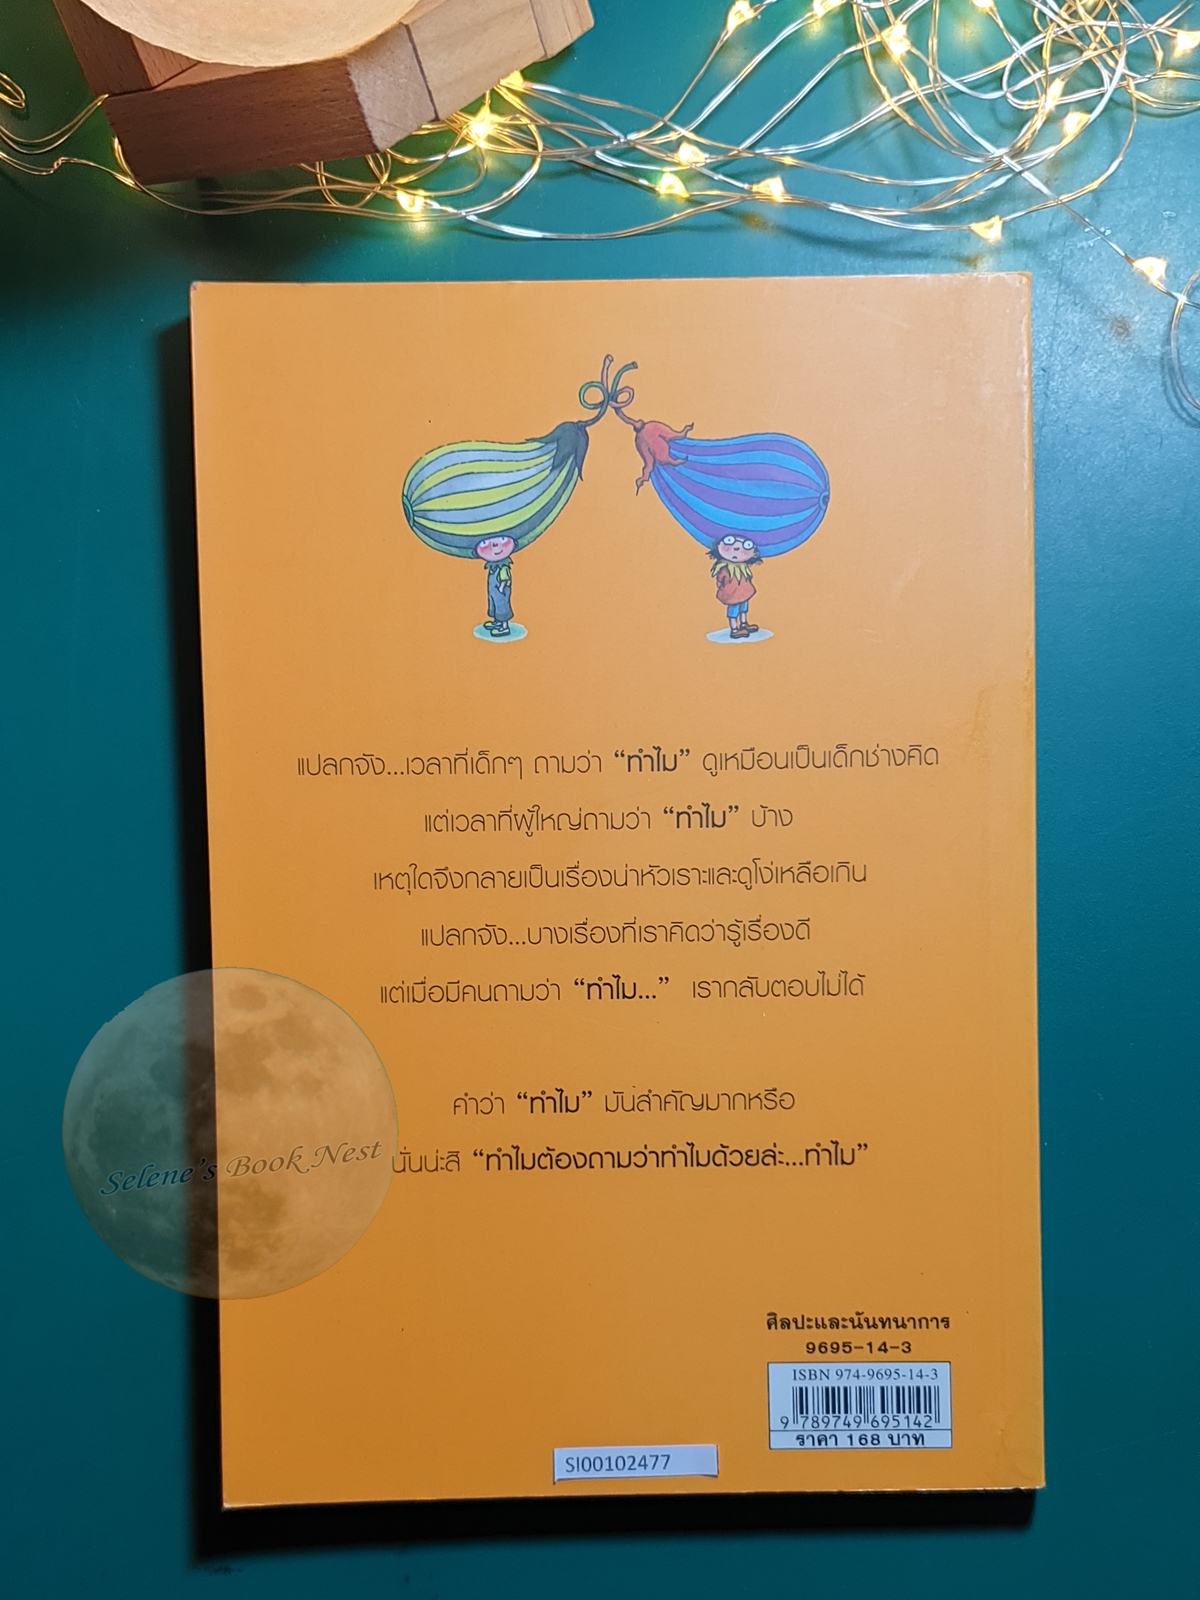 แปลกจัง...เวลาที่เด็กๆ ถามว่า “ทำไม” ดูเหมือนเป็นเด็กช่างคิด
แต่เวลาที่ผู้ใหญ่ถามว่า “ทำไม” บ้าง
เหตุใดจึงกลายเป็นเรื่องน่าหัวเราะและดูโง่เหลือเกิน
แปลกจัง...บางเรื่องที่เราคิดว่ารู้เรื่องดี
แต่เมื่อมีคนถามว่า “ทำไม...” เรากลับตอบไม่ได้
คำว่า “ทำไม” มันสำคัญมากหรือ
นั่นน่ะสิ “ทำไมต้องถามว่าทำไมด้วยล่ะ...ทำไม”
Selene's Book Nest
ศิลปะและนันทนาการ
9695-14-3
ISBN 974-9695-14-3
9 789749 695142
ราคา 168 บาท
SI00102477